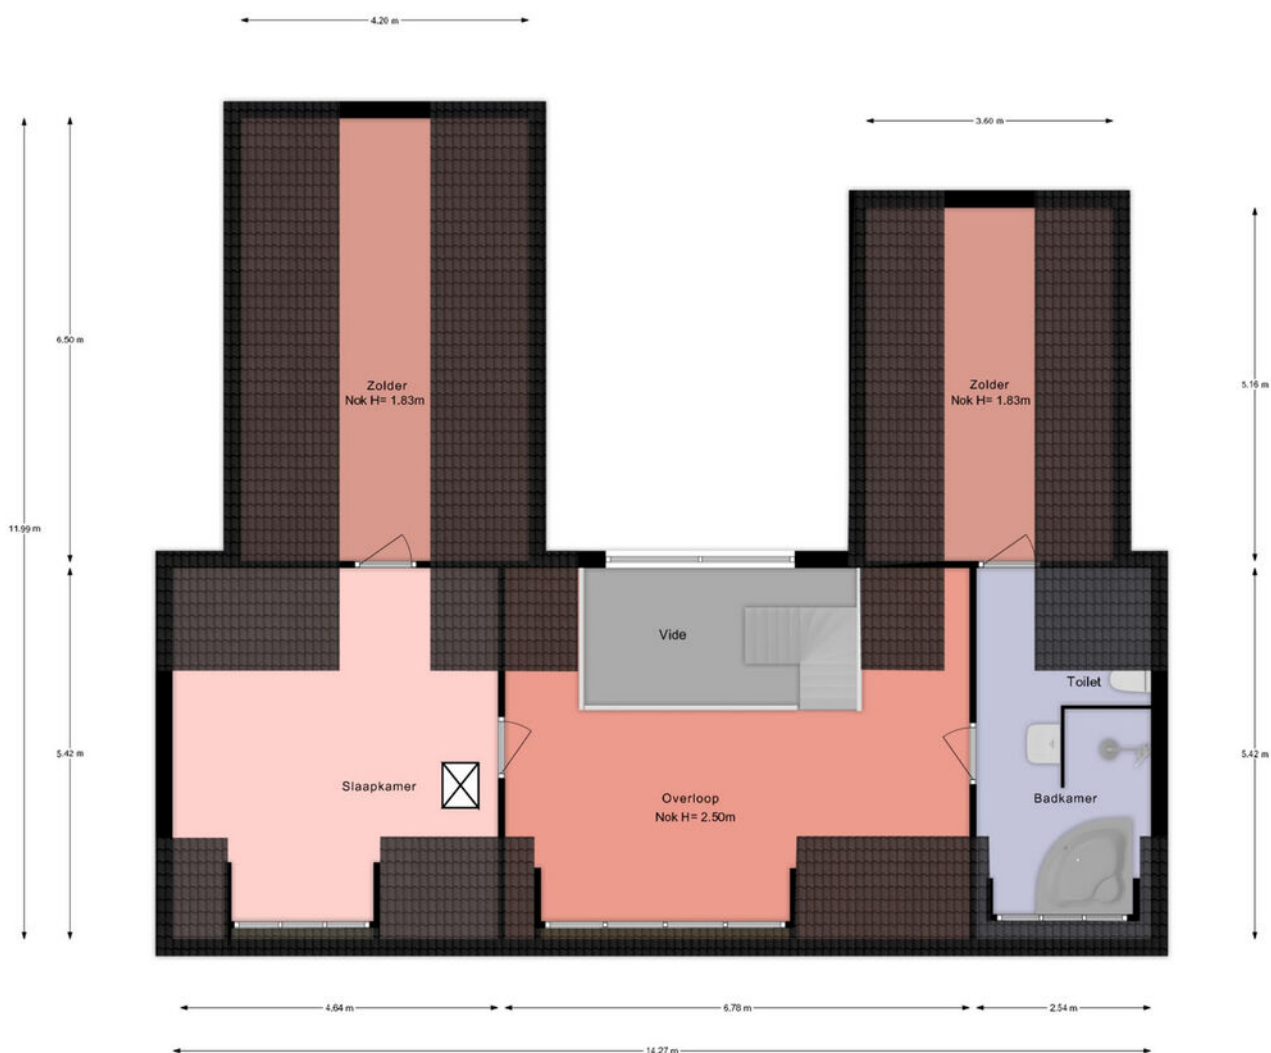 4.20 m
3.60 m
6.50 m
5.16 m
11.99 m
Zolder
Nok H= 1.83m
Zolder
Nok H= 1.83m
Vide
Toilet
5.42 m
5.42 m
Slaapkamer
Overloop
Nok H= 2.50m
Badkamer
4.64 m
6.78 m
2.54 m
14.27 m